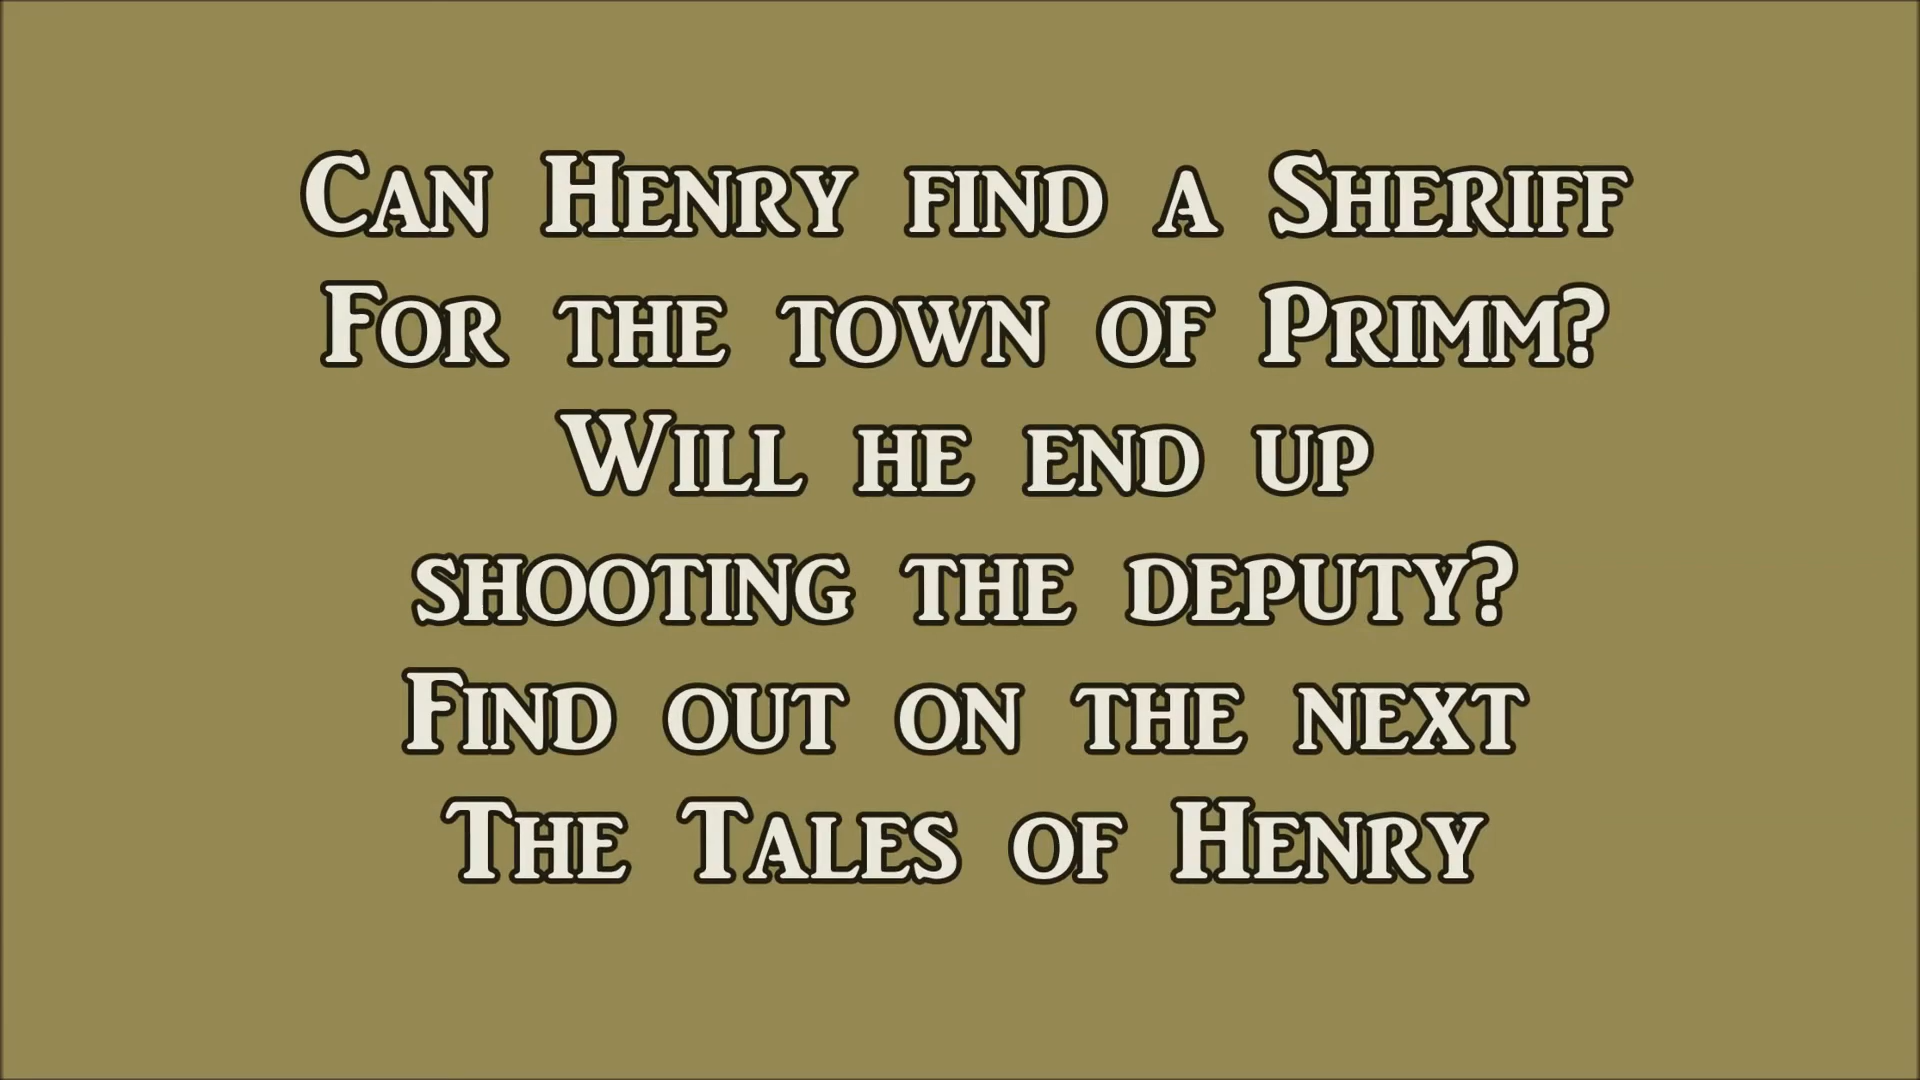 Can Henry find a Sheriff
For the town of Primm?
Will he end up
shooting the deputy?
Find out on the next
The Tales of Henry